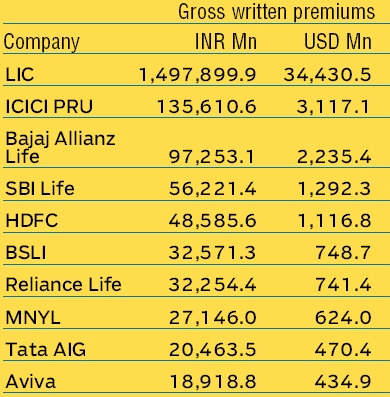 Gross written premiums
Company INR Mn USD Mn
LIC 1,497,899.9 34,430.5
ICICI PRU 135,610.6 3,117.1
Bajaj Allianz
Life 97,253.1 2,235.4
SBI Life 56,221.4 1,292.3
HDFC 48,585.6 1,116.8
BSLI 32,571.3 748.7
Reliance Life 32,254.4 741.4
MNYL 27,146.0 624.0
Tata AIG 20,463.5 470.4
Aviva 18,918.8 434.9